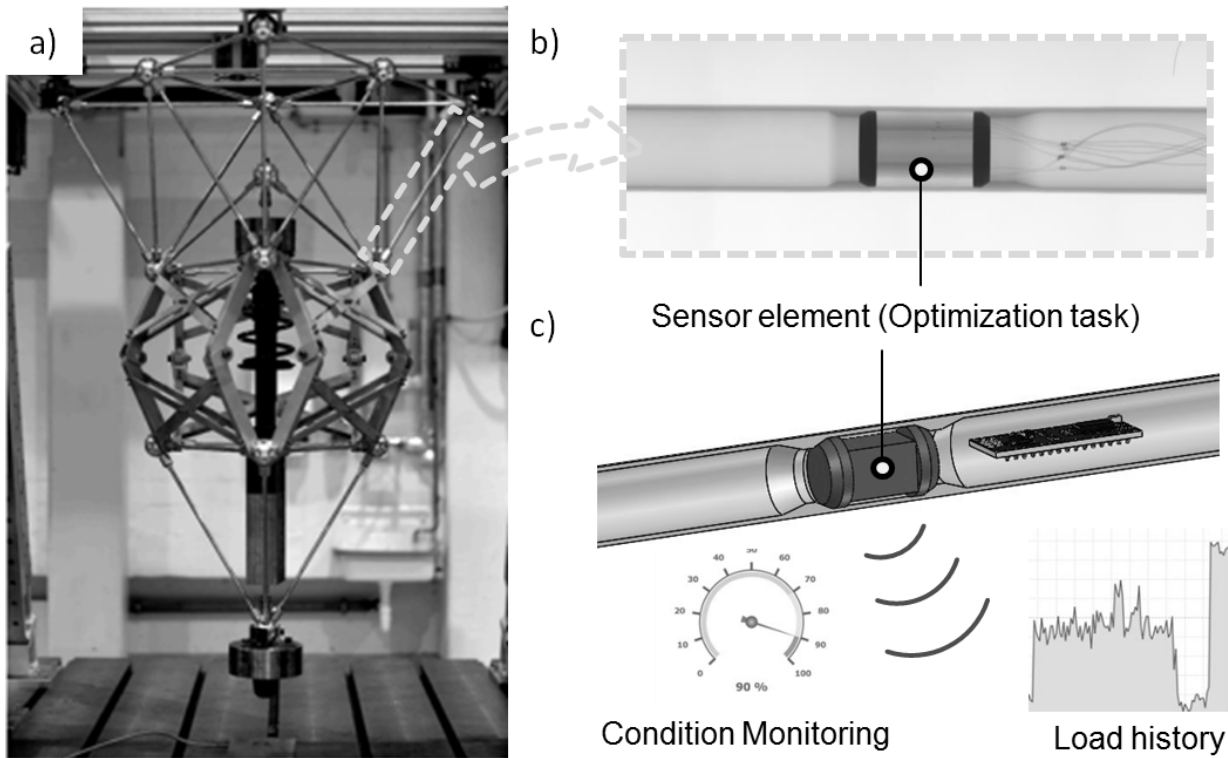 a)
b)
Sensor element (Optimization task)
c)
0
10
20
30
40
50
60
70
80
90
100
90 %
Condition Monitoring
Load history